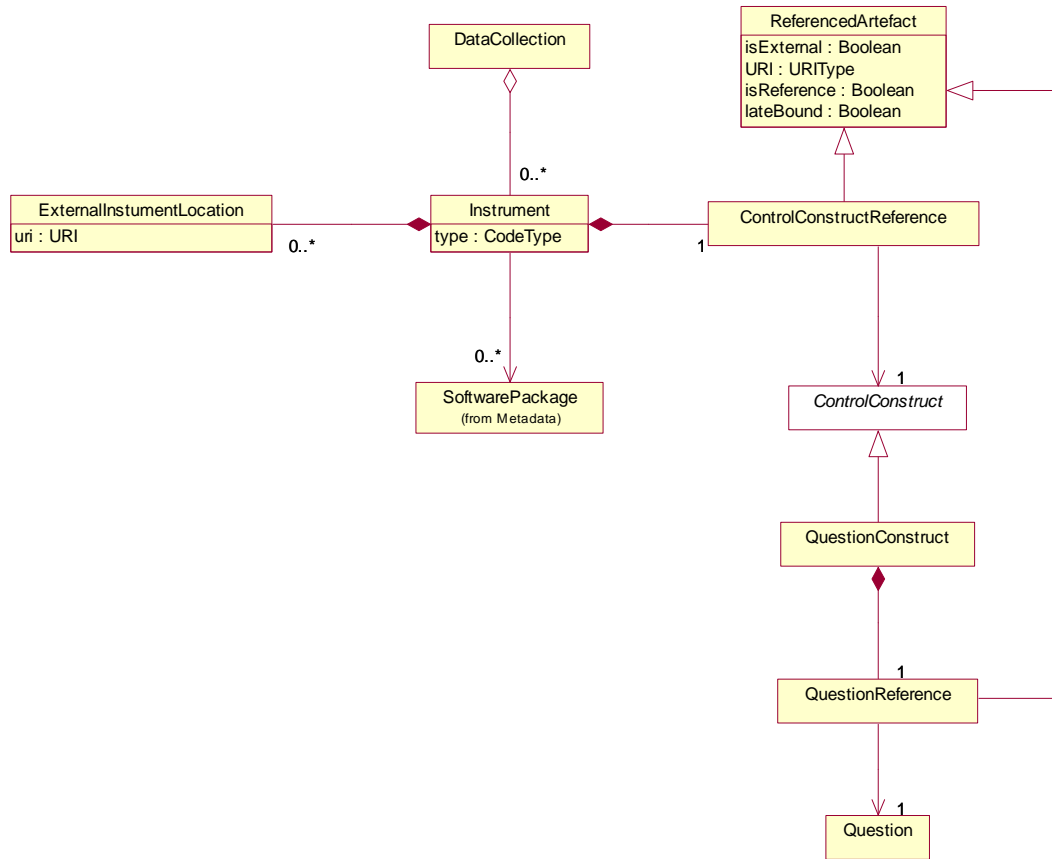 ReferencedArtefact
isExternal : Boolean
URI : URIType
isReference : Boolean
lateBound : Boolean
DataCollection
0..*
ExternalInstumentLocation
uri : URI
0..*
Instrument
type : CodeType
1
ControlConstructReference
0..*
SoftwarePackage
(from Metadata)
1
ControlConstruct
QuestionConstruct
1
QuestionReference
1
Question